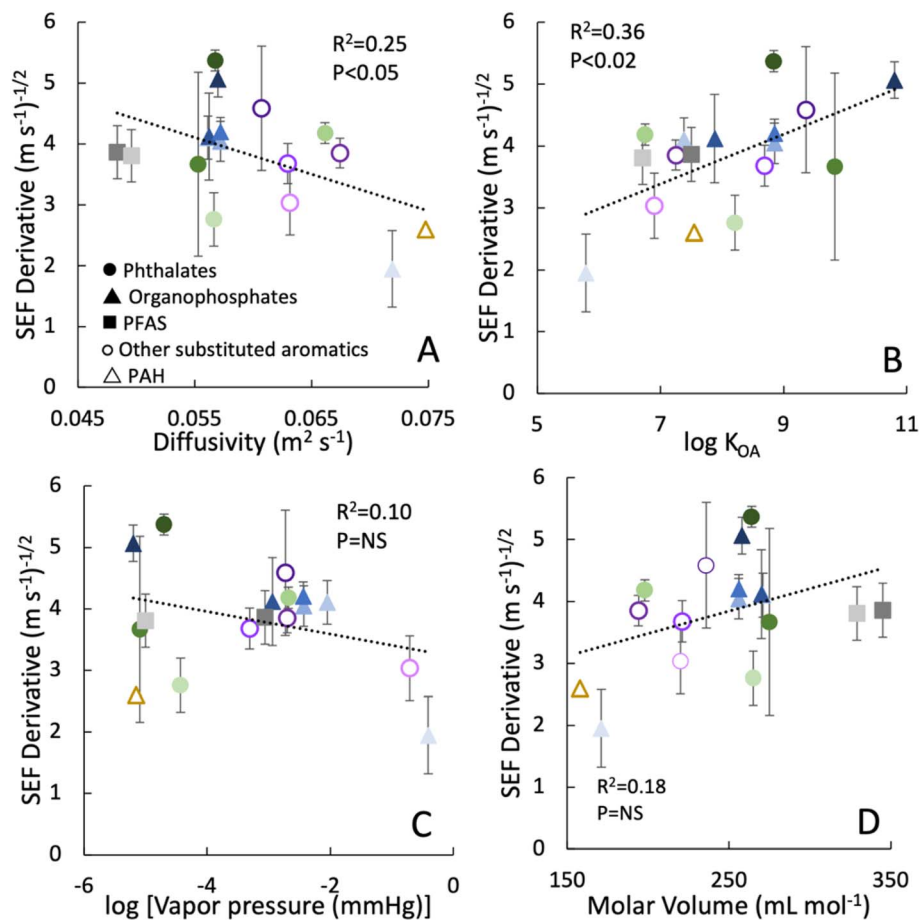 6
5
4
3
2
1
0
SEF Derivative (m s⁻¹)⁻¹/²
R²=0.25
P<0.05
Phthalates
Organophosphates
PFAS
Other substituted aromatics
PAH
A
0.045 0.055 0.065 0.075
Diffusivity (m² s⁻¹)
6
5
4
3
2
1
0
SEF Derivative (m s⁻¹)⁻¹/²
R²=0.36
P<0.02
B
5 7 9 11
log KOA
6
5
4
3
2
1
0
SEF Derivative (m s⁻¹)⁻¹/²
R²=0.10
P=NS
C
-6 -4 -2 0
log [Vapor pressure (mmHg)]
6
5
4
3
2
1
0
SEF Derivative (m s⁻¹)⁻¹/²
R²=0.18
P=NS
D
150 250 350
Molar Volume (mL mol⁻¹)